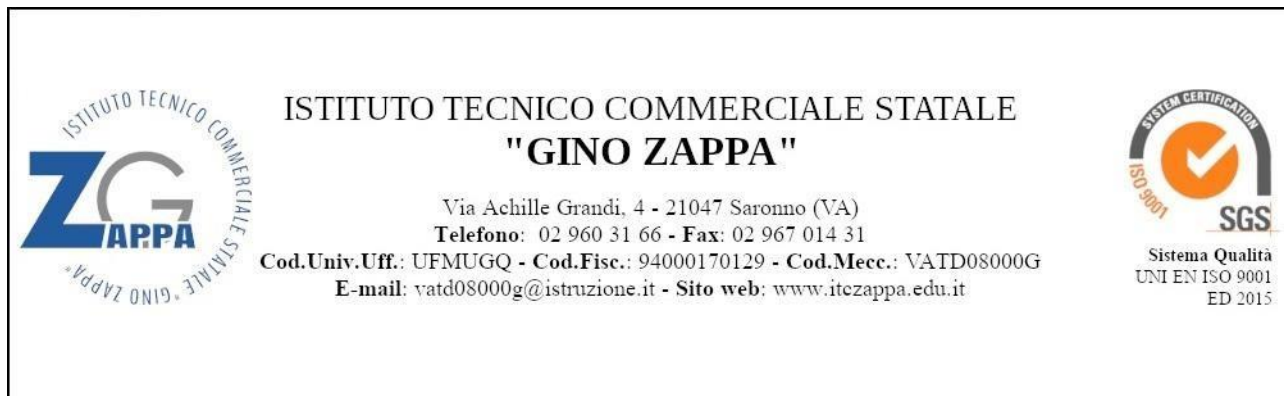 ISTITUTO TECNICO COMMERCIALE STATALE "GINO ZAPPA"
ZG
APPA
ISTITUTO TECNICO COMMERCIALE STATALE
"GINO ZAPPA"
Via Achille Grandi, 4 - 21047 Saronno (VA)
Telefono: 02 960 31 66 - Fax: 02 967 014 31
Cod.Univ.Uff.: UFMUGQ - Cod.Fisc.: 94000170129 - Cod.Mecc.: VATD08000G
E-mail: vatd08000g@istruzione.it - Sito web: www.itczappa.edu.it
SYSTEM CERTIFICATION
ISO 9001
SGS
Sistema Qualità
UNI EN ISO 9001
ED 2015